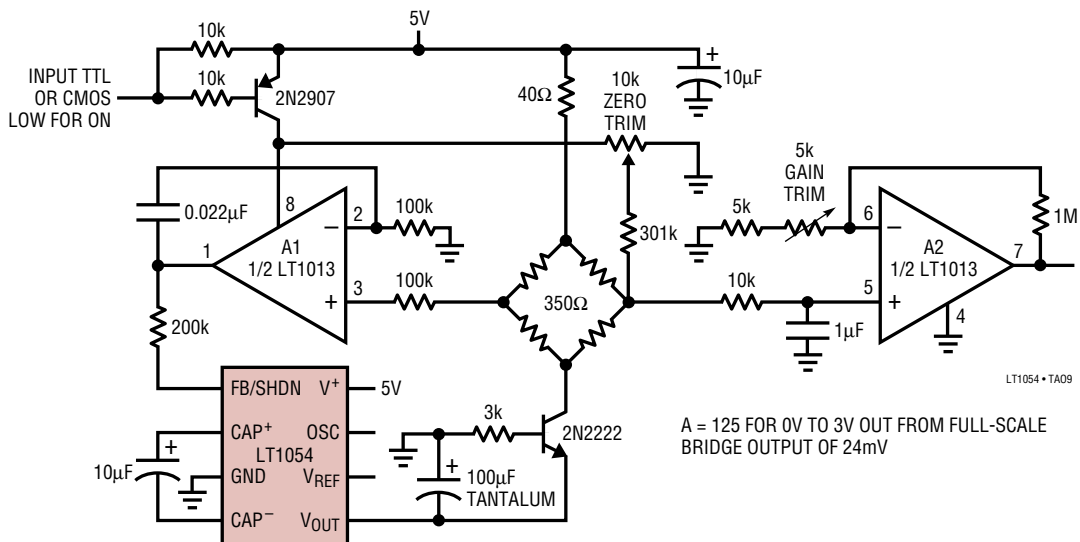 5V
10k
10k
INPUT TTL
OR CMOS
LOW FOR ON
2N2907
40Ω
10k
ZERO
TRIM
+
10µF
5k
GAIN
TRIM
0.022µF
8
2
−
100k
A1
1/2 LT1013
1
3
+
100k
301k
5k
6
−
1M
A2
1/2 LT1013
7
350Ω
10k
5
+
4
1µF
200k
LT1054 • TA09
FB/SHDN
V+
5V
CAP+
OSC
LT1054
GND
VREF
CAP−
VOUT
+
10µF
3k
2N2222
+
100µF
TANTALUM
A = 125 FOR 0V TO 3V OUT FROM FULL-SCALE
BRIDGE OUTPUT OF 24mV